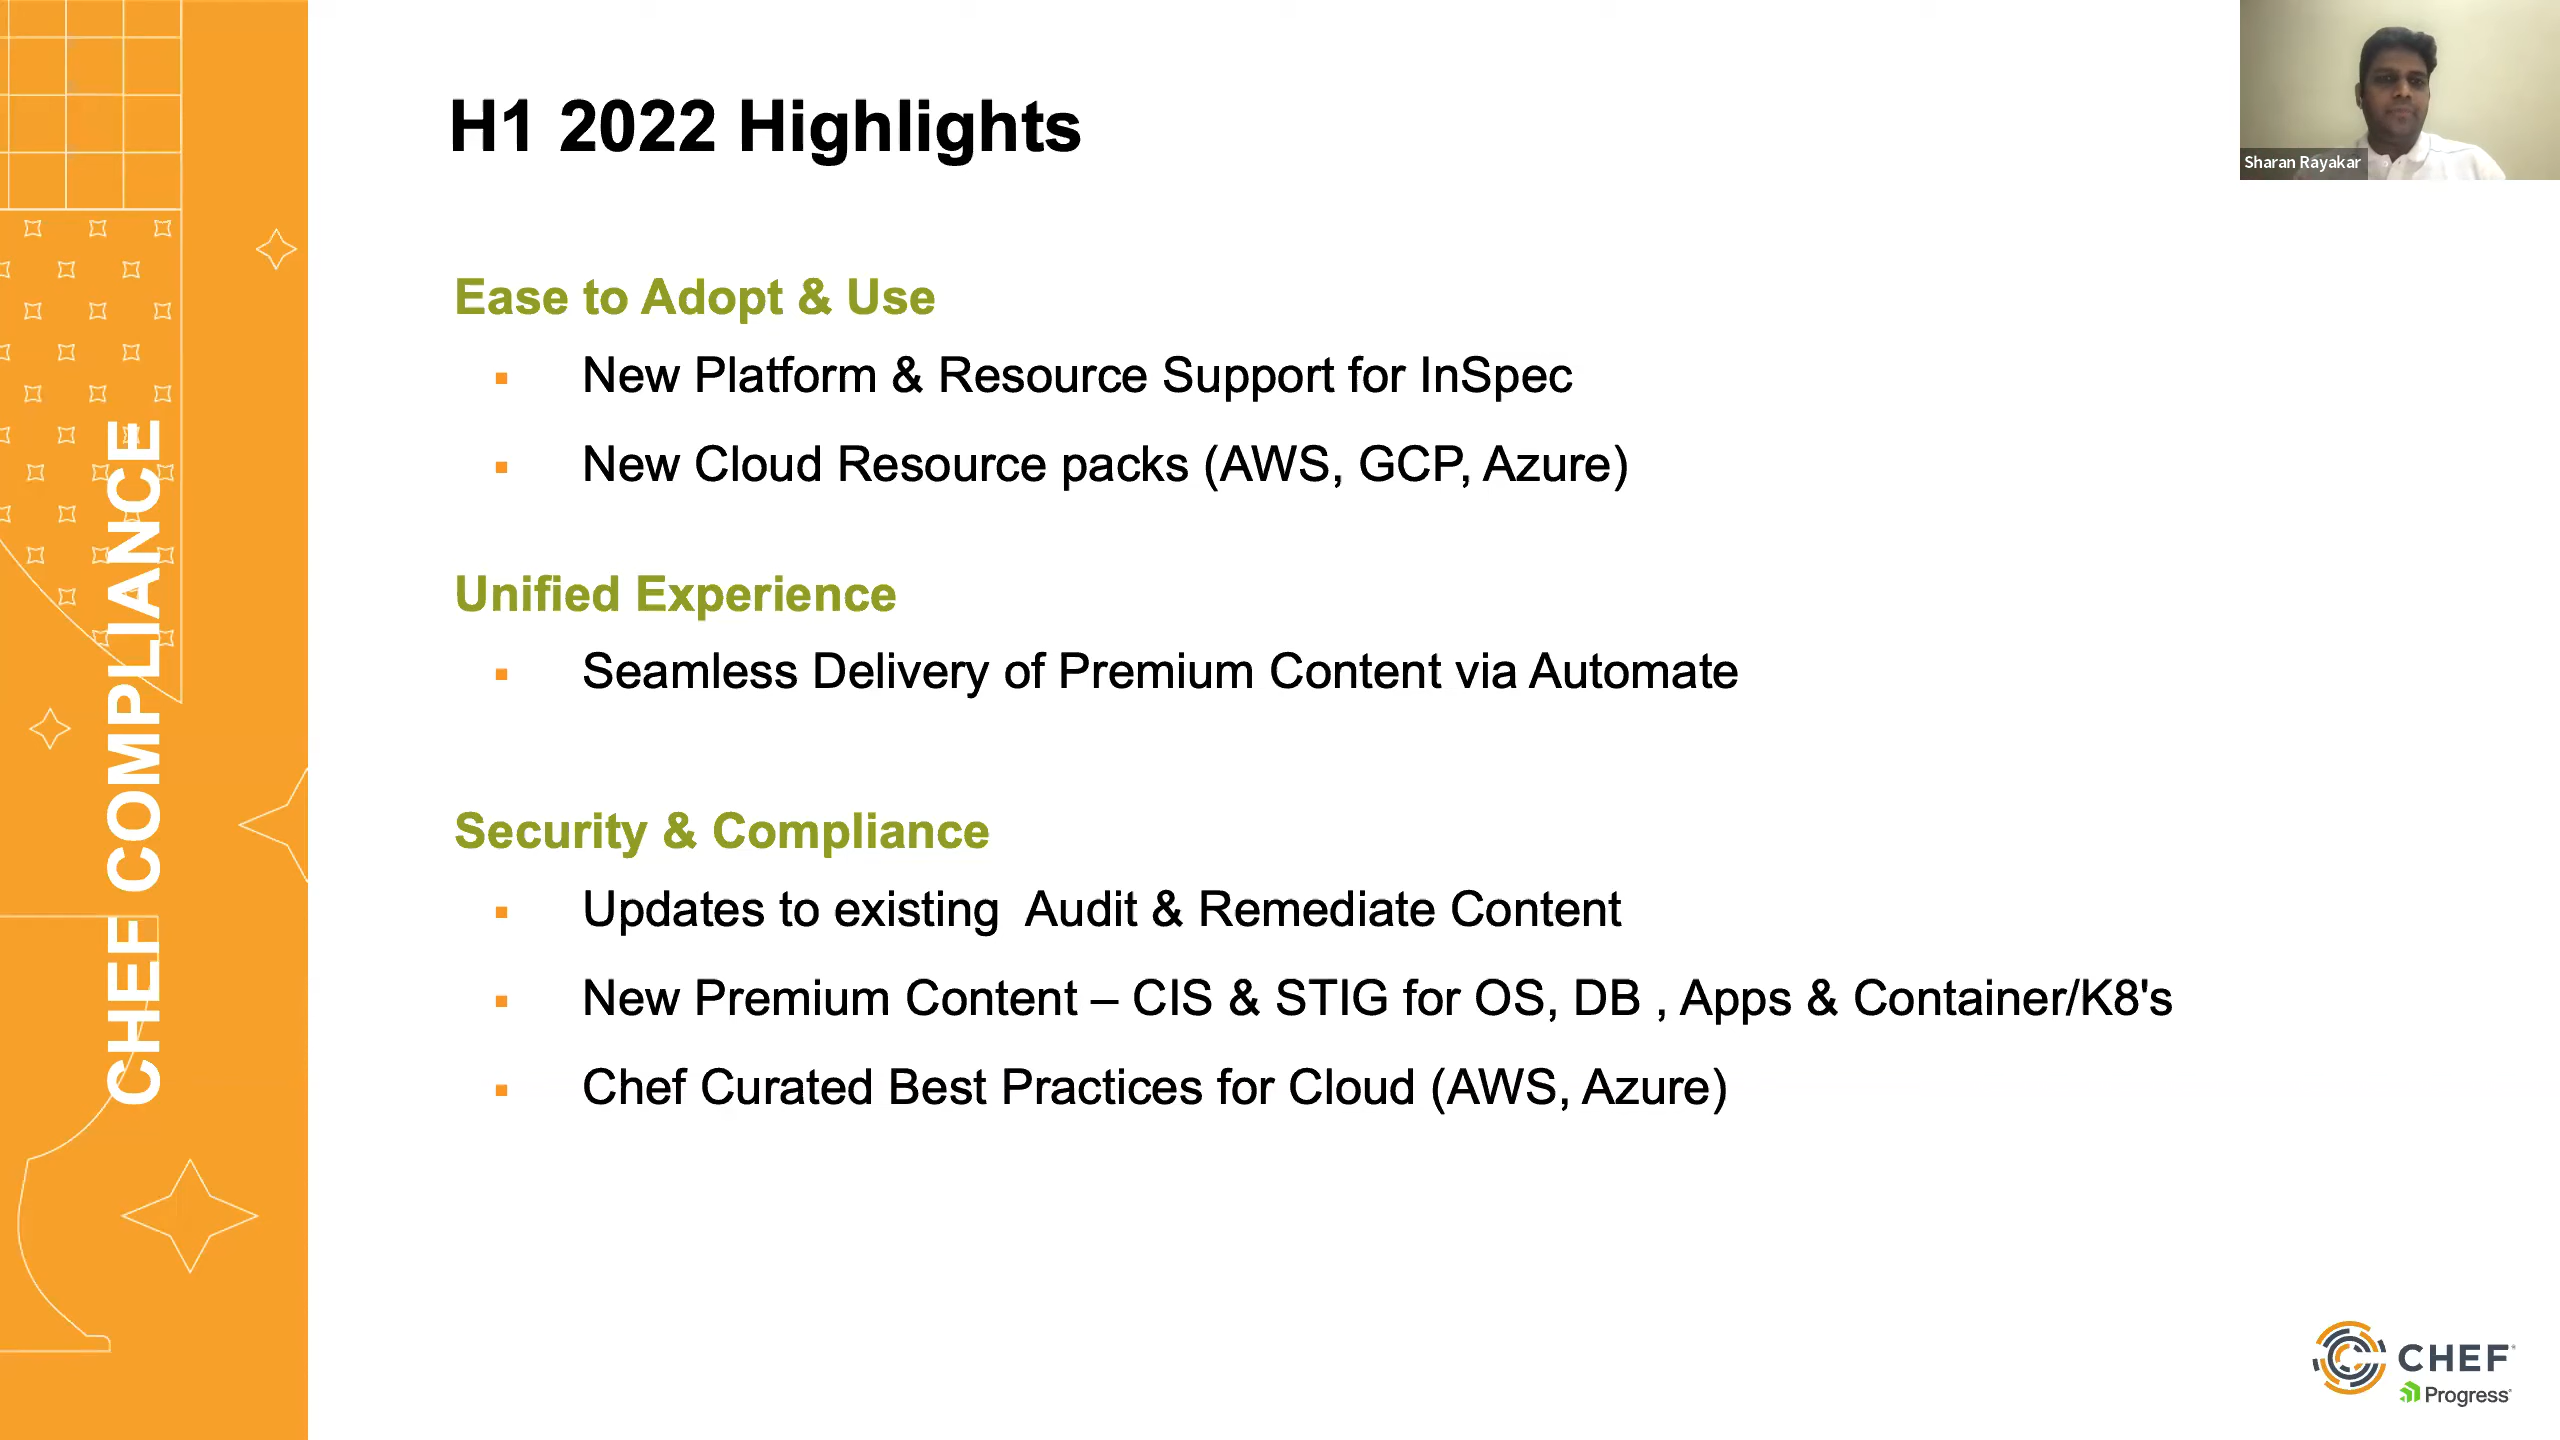 H1 2022 Highlights
Sharan Rayakar
Ease to Adopt & Use
▪ New Platform & Resource Support for InSpec
▪ New Cloud Resource packs (AWS, GCP, Azure)
Unified Experience
▪ Seamless Delivery of Premium Content via Automate
Security & Compliance
▪ Updates to existing  Audit & Remediate Content
▪ New Premium Content – CIS & STIG for OS, DB , Apps & Container/K8's
▪ Chef Curated Best Practices for Cloud (AWS, Azure)
CHEF COMPLIANCE
CHEF
Progress